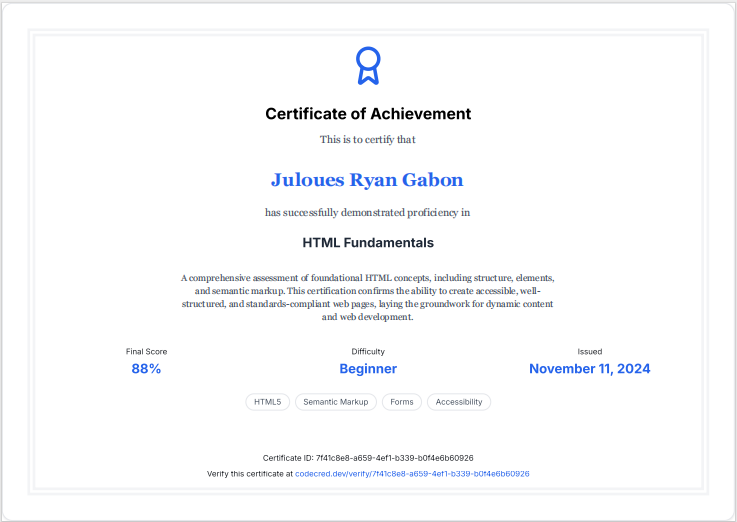 Certificate of Achievement
This is to certify that
Juloues Ryan Gabon
has successfully demonstrated proficiency in
HTML Fundamentals
A comprehensive assessment of foundational HTML concepts, including structure, elements,
and semantic markup. This certification confirms the ability to create accessible, well-
structured, and standards-compliant web pages, laying the groundwork for dynamic content
and web development.
Final Score Difficulty Issued
88% Beginner November 11, 2024
HTML5 Semantic Markup Forms Accessibility
Certificate ID: 7f41c8e8-a659-4ef1-b339-b0f4e6b60926
Verify this certificate at codecred.dev/verify/7f41c8e8-a659-4ef1-b339-b0f4e6b60926